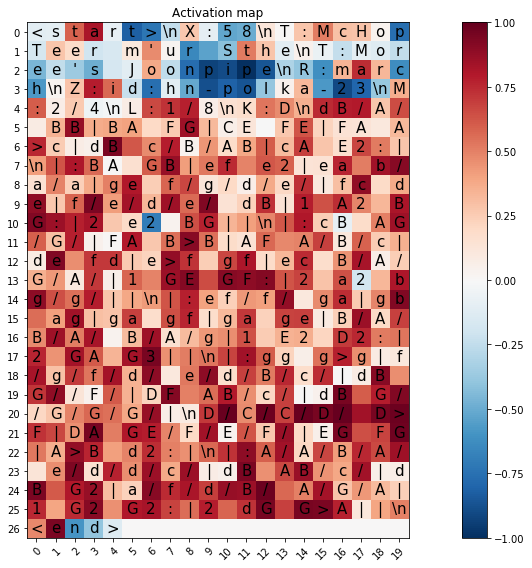 Activation map
0 < s t a r t > \n X : 5 8 \n T : M c H o p
1 T e e r m ' u r S t h e \n T : M o r
2 e e ' s J o o n p i p e \n R : m a r c
3 h \n Z : i d : h n - p o l k a - 2 3 \n M
4 : 2 / 4 \n L : 1 / 8 \n K : D \n d B / A /
5 B B | B A F G | C E F E | F A A
6 > c | d B c / B / A B | c A E 2 : |
7 \n | : B A G B | e f e 2 | e a b /
8 a / a | g e f / g / d / e / | f c d
9 e | f / e / d / e / d B | 1 A 2 B
10 G : | 2 e 2 B G | | \n | : c B A G
11 / G / | F A B > B | A F A / B / c |
12 d e f d | e > f g f | e c B / A /
13 G / A / | 1 G E G F : | 2 a 2 b
14 g / g / | | \n | : e f / f / g a | g b
15 a g | g a g f | g a g e | B / A /
16 B / A / B / A / g | 1 E 2 D 2 : |
17 2 G A G 3 | | \n | : g g g > g | f
18 / g / f / d / e / d / B / c / | d B
19 G / / F / | D F A B / c / | d B G /
20 / G / G / G / | \n D / C / C / D / D >
21 F | D A G E / F / E / F / | E G F G
22 | A > B d 2 : | \n | : A / A / B / A /
23 e / d / d / c / | d B A B / c / | d
24 B G 2 | a / f / d / B / A / G / A |
25 1 G 2 G 2 : | 2 d G G > A | | \n
26 < e n d >
0 1 2 3 4 5 6 7 8 9 10 11 12 13 14 15 16 17 18 19
1.00
0.75
0.50
0.25
0.00
−0.25
−0.50
−0.75
−1.00